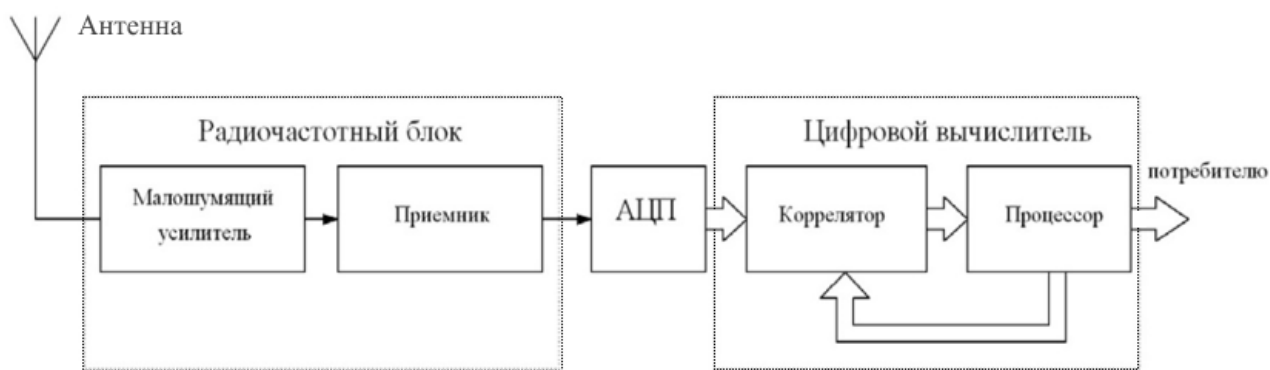 Антенна
Радиочастотный блок
Цифровой вычислитель
Малошумящий
усилитель
Приемник
АЦП
Коррелятор
Процессор
потребителю